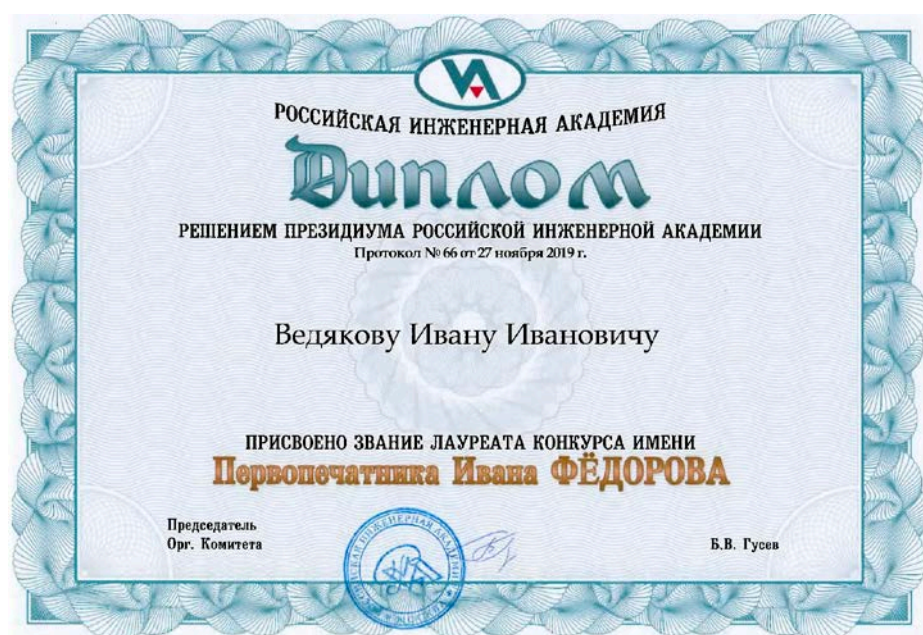 РОССИЙСКАЯ ИНЖЕНЕРНАЯ АКАДЕМИЯ
Диплом
РЕШЕНИЕМ ПРЕЗИДИУМА РОССИЙСКОЙ ИНЖЕНЕРНОЙ АКАДЕМИИ
Протокол № 66 от 27 ноября 2019 г.
Ведякову Ивану Ивановичу
ПРИСВОЕНО ЗВАНИЕ ЛАУРЕАТА КОНКУРСА ИМЕНИ
Первопечатника Ивана ФЁДОРОВА
Председатель
Орг. Комитета
Б.В. Гусев
ИНЖЕНЕРНАЯ